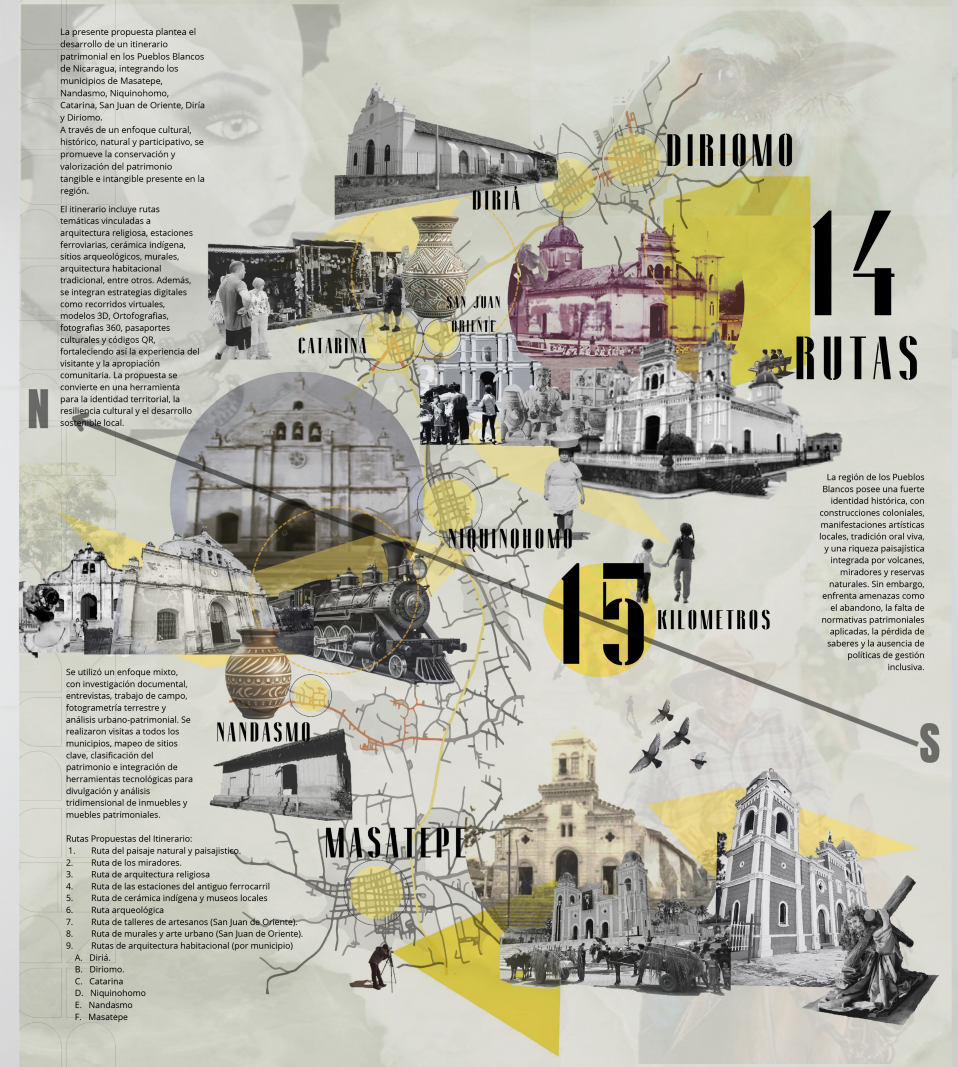 La presente propuesta plantea el
desarrollo de un itinerario
patrimonial en los Pueblos Blancos
de Nicaragua, integrando los
municipios de Masatepe,
Nandasmo, Niquinohomo,
Catarina, San Juan de Oriente, Diría
y Diriomo.
A través de un enfoque cultural,
histórico, natural y participativo, se
promueve la conservación y
valorización del patrimonio
tangible e intangible presente en la
región.
El itinerario incluye rutas
temáticas vinculadas a
arquitectura religiosa, estaciones
ferroviarias, cerámica indígena,
sitios arqueológicos, murales,
arquitectura habitacional
tradicional, entre otros. Además,
se integran estrategias digitales
como recorridos virtuales,
modelos 3D, Ortofografias,
fotografias 360, pasaportes
culturales y códigos QR,
fortaleciendo así la experiencia del
visitante y la apropiación
comunitaria. La propuesta se
convierte en una herramienta
para la identidad territorial, la
resiliencia cultural y el desarrollo
sostenible local.
DIRIOMO
DIRIÁ
14
RUTAS
SAN JUAN
ORIENTE
CATARINA
N
NIQUINOHOMO
La región de los Pueblos
Blancos posee una fuerte
identidad histórica, con
construcciones coloniales,
manifestaciones artísticas
locales, tradición oral viva,
y una riqueza paisajística
integrada por volcanes,
miradores y reservas
naturales. Sin embargo,
enfrenta amenazas como
el abandono, la falta de
normativas patrimoniales
aplicadas, la pérdida de
saberes y la ausencia de
políticas de gestión
inclusiva.
15
KILOMETROS
S
Se utilizó un enfoque mixto,
con investigación documental,
entrevistas, trabajo de campo,
fotogrametría terrestre y
análisis urbano-patrimonial. Se
realizaron visitas a todos los
municipios, mapeo de sitios
clave, clasificación del
patrimonio e integración de
herramientas tecnológicas para
divulgación y análisis
tridimensional de inmuebles y
muebles patrimoniales.
NANDASMO
MASATEPE
Rutas Propuestas del Itinerario:
1. Ruta del paisaje natural y paisajistico.
2. Ruta de los miradores.
3. Ruta de arquitectura religiosa
4. Ruta de las estaciones del antiguo ferrocarril
5. Ruta de cerámica indígena y museos locales
6. Ruta arqueológica
7. Ruta de talleres de artesanos (San Juan de Oriente).
8. Ruta de murales y arte urbano (San Juan de Oriente).
9. Rutas de arquitectura habitacional (por municipio)
A. Diriá.
B. Diriomo.
C. Catarina
D. Niquinohomo
E. Nandasmo
F. Masatepe